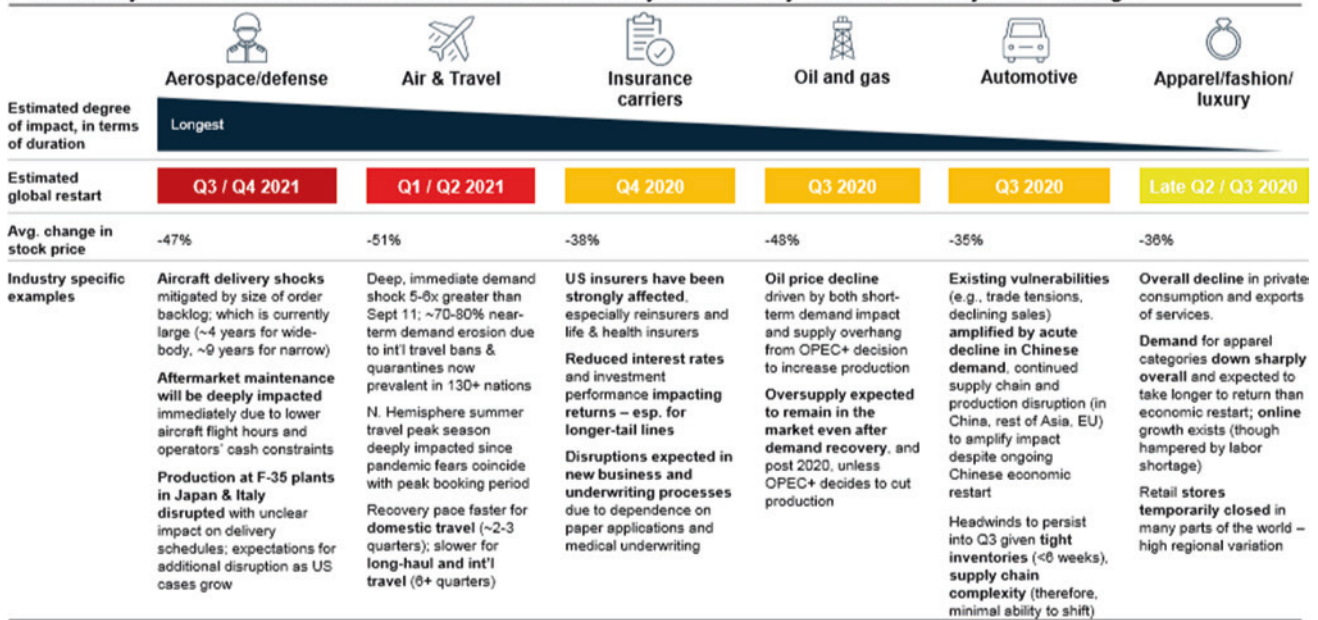 Aerospace/defense
Air & Travel
Insurance
carriers
Oil and gas
Automotive
Apparel/fashion/
luxury
Estimated degree
of impact, in terms
of duration
Longest
Estimated
global restart
Q3 / Q4 2021
Q1 / Q2 2021
Q4 2020
Q3 2020
Q3 2020
Late Q2 / Q3 2020
Avg. change in
stock price
-47%
-51%
-38%
-48%
-35%
-36%
Industry specific
examples
Aircraft delivery shocks
mitigated by size of order
backlog; which is currently
large (~4 years for wide-
body, ~9 years for narrow)
Aftermarket maintenance
will be deeply impacted
immediately due to lower
aircraft flight hours and
operators' cash constraints
Production at F-35 plants
in Japan & Italy
disrupted with unclear
impact on delivery
schedules; expectations for
additional disruption as US
cases grow
Deep, immediate demand
shock 5-6x greater than
Sept 11; ~70-80% near-
term demand erosion due
to int'l travel bans &
quarantines now
prevalent in 130+ nations
N. Hemisphere summer
travel peak season
deeply impacted since
pandemic fears coincide
with peak booking period
Recovery pace faster for
domestic travel (~2-3
quarters); slower for
long-haul and int'l
travel (6+ quarters)
US insurers have been
strongly affected,
especially reinsurers and
life & health insurers
Reduced interest rates
and investment
performance impacting
returns – esp. for
longer-tail lines
Disruptions expected in
new business and
underwriting processes
due to dependence on
paper applications and
medical underwriting
Oil price decline
driven by both short-
term demand impact
and supply overhang
from OPEC+ decision
to increase production
Oversupply expected
to remain in the
market even after
demand recovery, and
post 2020, unless
OPEC+ decides to cut
production
Existing vulnerabilities
(e.g., trade tensions,
declining sales)
amplified by acute
decline in Chinese
demand, continued
supply chain and
production disruption (in
China, rest of Asia, EU)
to amplify impact
despite ongoing
Chinese economic
restart
Headwinds to persist
into Q3 given tight
inventories (<6 weeks),
supply chain
complexity (therefore,
minimal ability to shift)
Overall decline in private
consumption and exports
of services.
Demand for apparel
categories down sharply
overall and expected to
take longer to return than
economic restart; online
growth exists (though
hampered by labor
shortage)
Retail stores
temporarily closed in
many parts of the world –
high regional variation